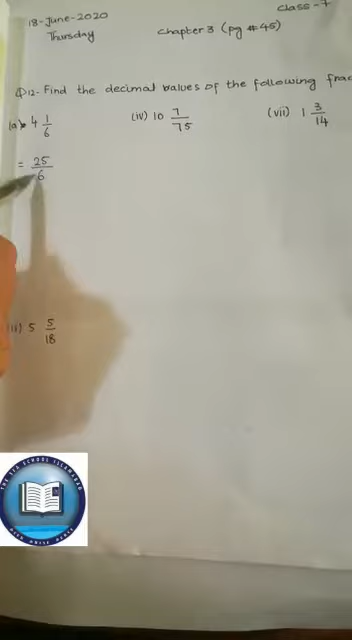 18-June-2020
Class-7
Thursday
Chapter 3 (pg #45)
Q12. Find the decimal values of the following frac
(a) 4 1/6
(iv) 10 7/75
(vii) 1 3/14
= 25/6
(ii) 5 5/18